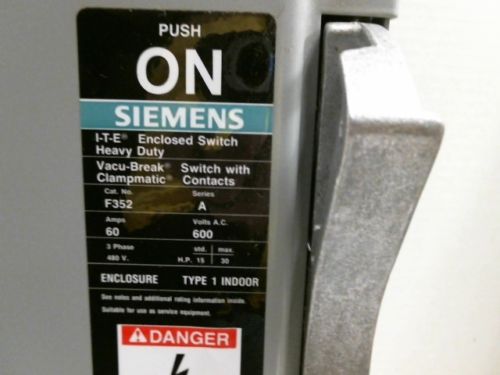 PUSH
ON
SIEMENS
I-T-E® Enclosed Switch
Heavy Duty
Vacu-Break® Switch with
Clampmatic® Contacts
Cat. No. Series
F352 A
Amps Volts A.C.
60 600
3 Phase std. max.
480 V. H.P. 15 30
ENCLOSURE TYPE 1 INDOOR
See notes and additional rating information inside.
Suitable for use as service equipment.
DANGER